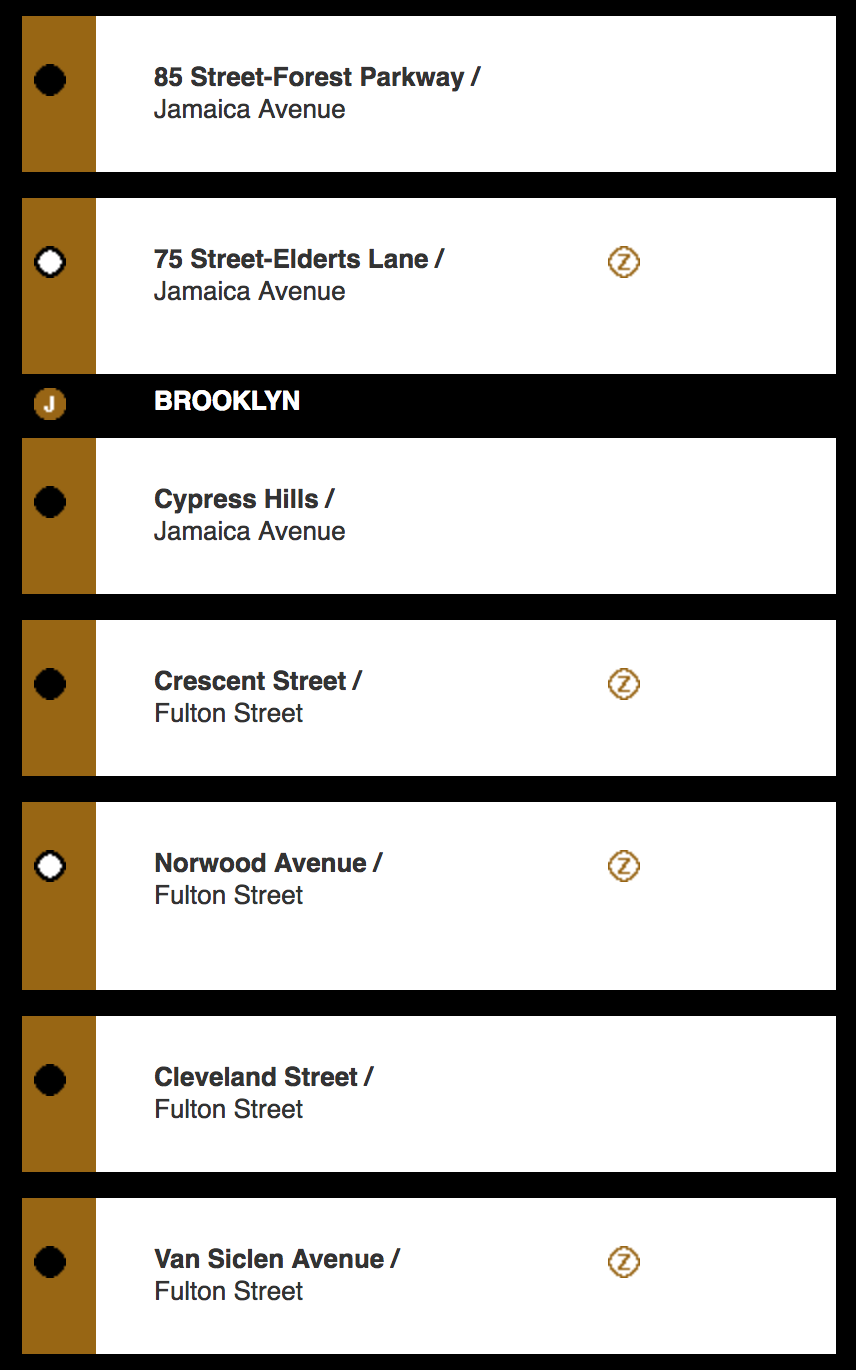 85 Street-Forest Parkway /
Jamaica Avenue
75 Street-Elderts Lane /
Z
Jamaica Avenue
J
BROOKLYN
Cypress Hills /
Jamaica Avenue
Crescent Street /
Z
Fulton Street
Norwood Avenue /
Z
Fulton Street
Cleveland Street /
Fulton Street
Van Siclen Avenue /
Z
Fulton Street